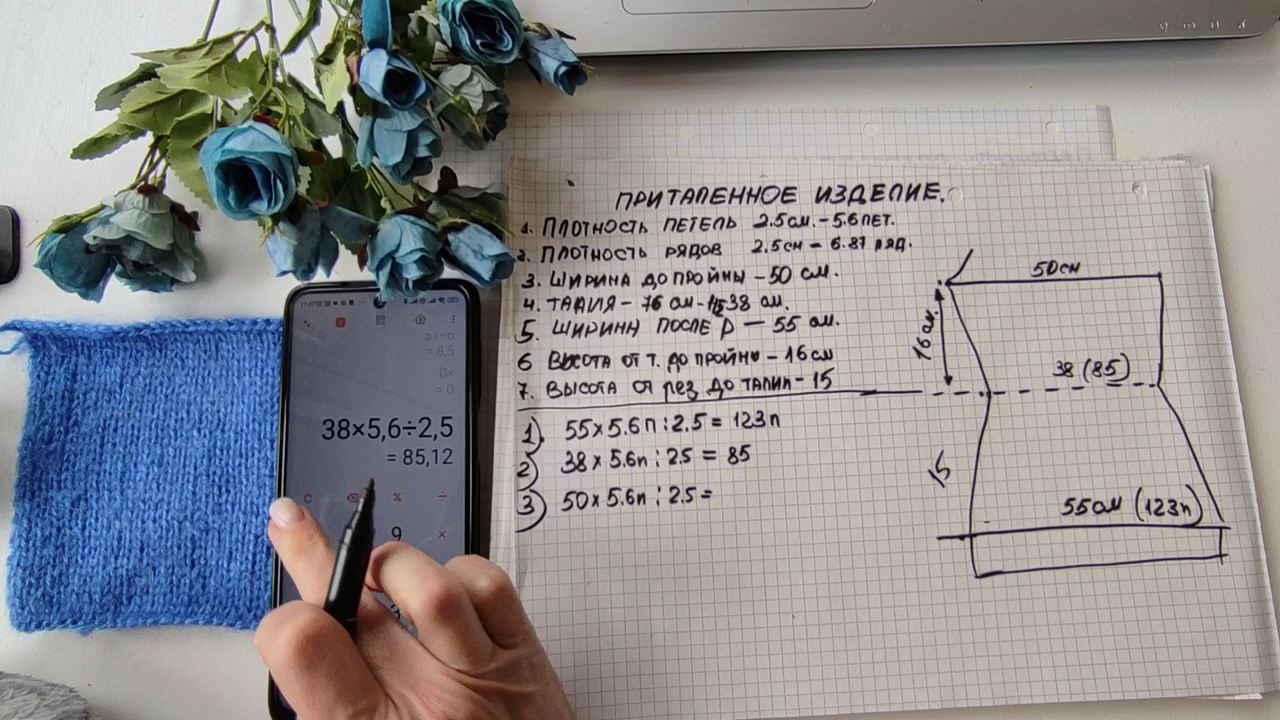 ПРИТАЛЕННОЕ ИЗДЕЛИЕ.
1. ПЛОТНОСТЬ ПЕТЕЛЬ 2.5см. - 5.6 ПЕТ.
2. ПЛОТНОСТЬ РЯДОВ 2.5см - 6.87 РЯД.
3. ШИРИНА ДО ПРОЙМЫ - 50 см.
4. ТАЛИЯ - 76 см - 38 см.
5. ШИРИНА ПОСЛЕ Р - 55 см.
6 ВЫСОТА ОТ Т. ДО ПРОЙМЫ - 16 см
7. ВЫСОТА ОТ РЕЗ ДО ТАЛИИ - 15
1). 55 х 5.6п : 2.5 = 123п
2) 38 х 5.6п : 2.5 = 85
3) 50 х 5.6п : 2.5 =
50см
16 см.
38 (85)
15
55см (123п)
= 8,5
0×
= 0
38×5,6÷2,5
= 85,12
C
%
÷
9
×